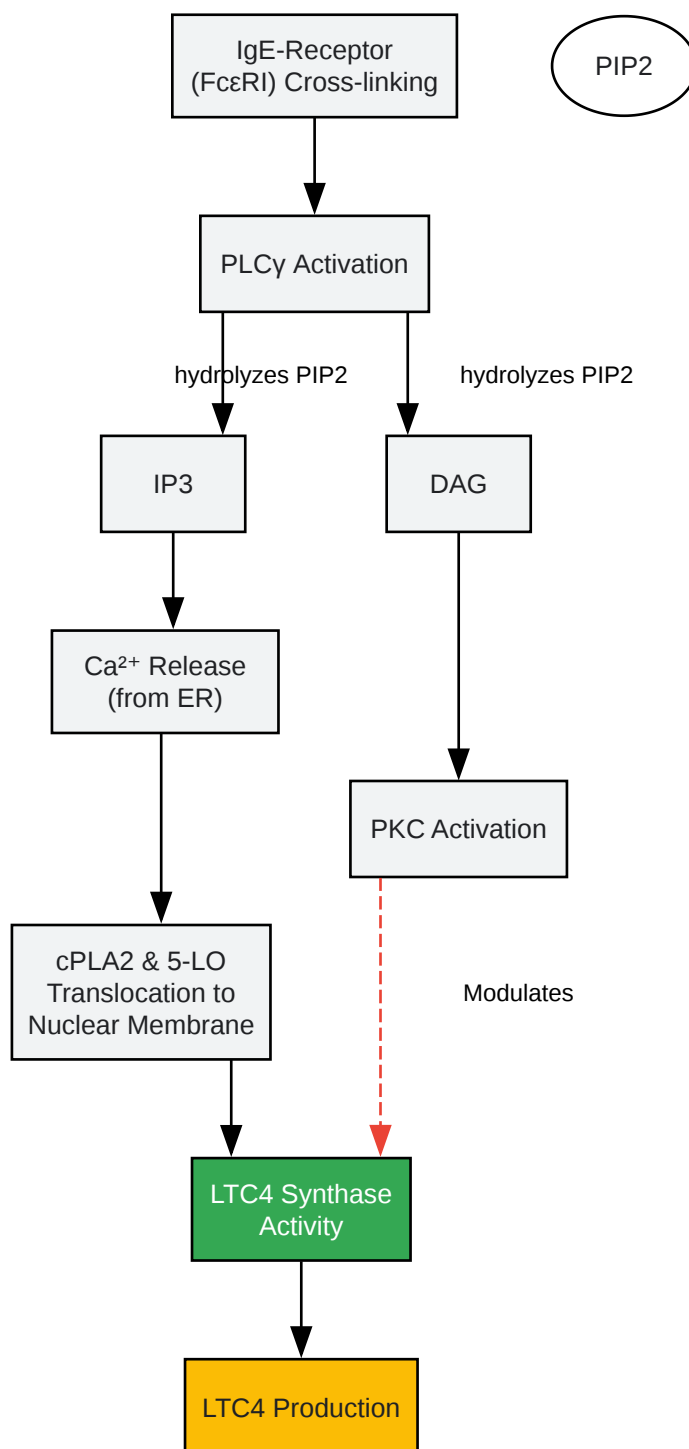 IgE-Receptor
(FcεRI) Cross-linking
PIP2
PLCγ Activation
hydrolyzes PIP2
hydrolyzes PIP2
IP3
DAG
Ca²⁺ Release
(from ER)
PKC Activation
cPLA2 & 5-LO
Translocation to
Nuclear Membrane
Modulates
LTC4 Synthase
Activity
LTC4 Production